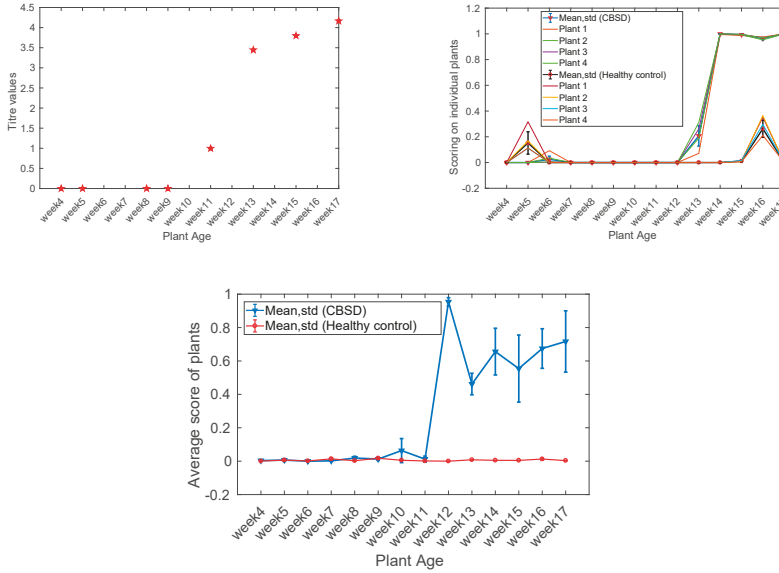 4.5
4
3.5
3
2.5
2
1.5
1
0.5
0
Titre values
week4
week5
week6
week7
week8
week9
week10
week11
week12
week13
week14
week15
week16
week17
Plant Age
1.2
1
0.8
0.6
0.4
0.2
0
-0.2
Scoring on individual plants
Mean,std (CBSD)
Plant 1
Plant 2
Plant 3
Plant 4
Mean,std (Healthy control)
Plant 1
Plant 2
Plant 3
Plant 4
week4
week5
week6
week7
week8
week9
week10
week11
week12
week13
week14
week15
week16
Plant Age
1
0.8
0.6
0.4
0.2
0
-0.2
Average score of plants
Mean,std (CBSD)
Mean,std (Healthy control)
week4
week5
week6
week7
week8
week9
week10
week11
week12
week13
week14
week15
week16
week17
Plant Age